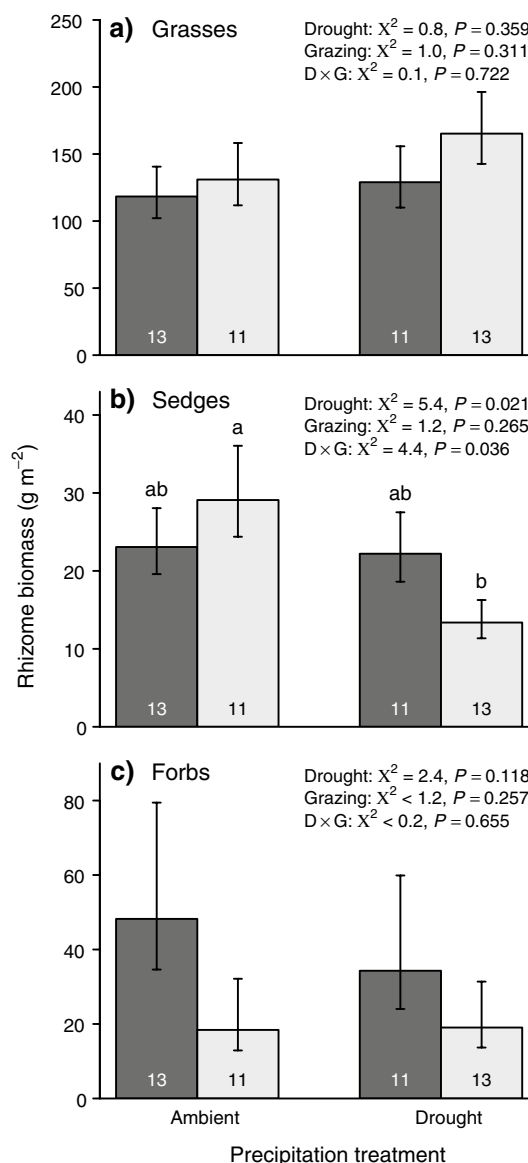 a) Grasses
Drought: X² = 0.8, P = 0.359
Grazing: X² = 1.0, P = 0.311
D × G: X² = 0.1, P = 0.722
250
200
150
100
50
0
13
11
11
13
b) Sedges
Drought: X² = 5.4, P = 0.021
Grazing: X² = 1.2, P = 0.265
D × G: X² = 4.4, P = 0.036
40
30
20
10
0
ab
a
ab
b
13
11
11
13
Rhizome biomass (g m⁻²)
c) Forbs
Drought: X² = 2.4, P = 0.118
Grazing: X² < 1.2, P = 0.257
D × G: X² < 0.2, P = 0.655
80
60
40
20
0
13
11
11
13
Ambient
Drought
Precipitation treatment